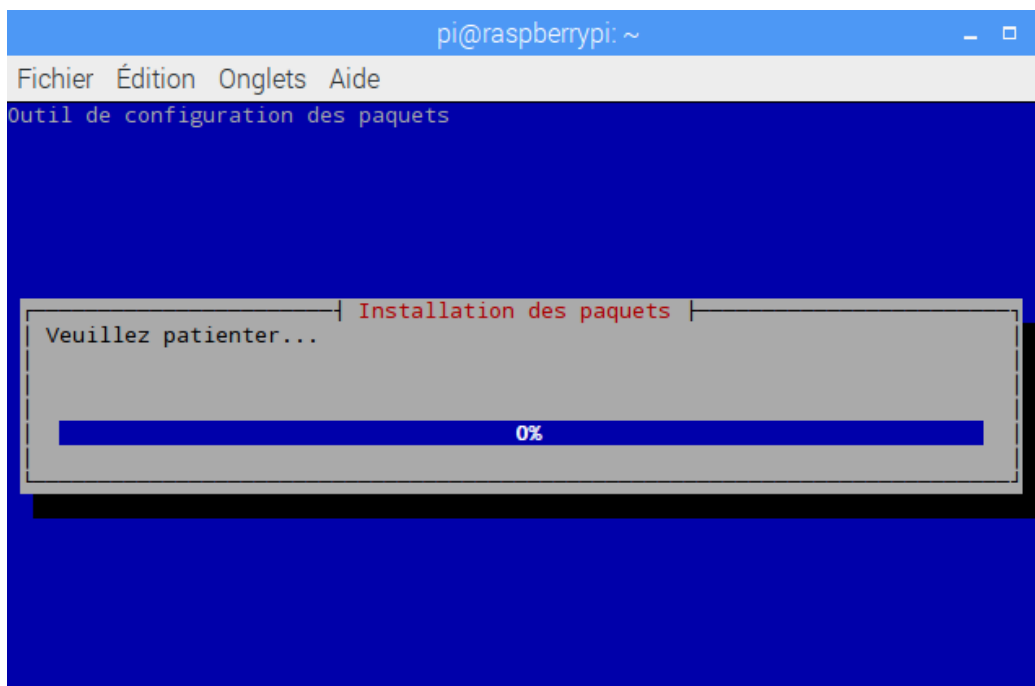 pi@raspberrypi: ~
Fichier Édition Onglets Aide
Outil de configuration des paquets
Installation des paquets
Veuillez patienter...
0%